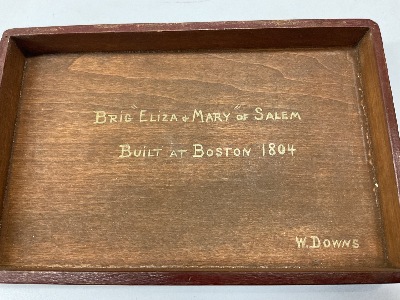 BRIG "ELIZA & MARY" OF SALEM
BUILT AT BOSTON 1804
W. DOWNS